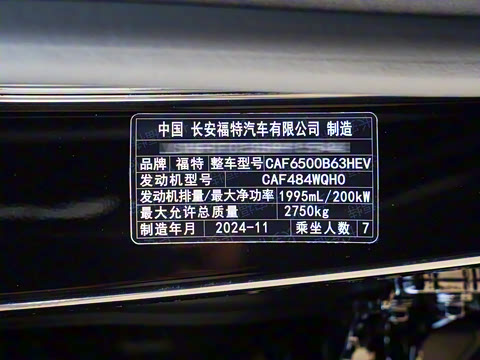 中国 长安福特汽车有限公司 制造
品牌 福特 整车型号 CAF6500B63HEV
发动机型号 CAF484WQHO
发动机排量/最大净功率 1995mL/200kW
最大允许总质量 2750kg
制造年月 2024-11 乘坐人数 7